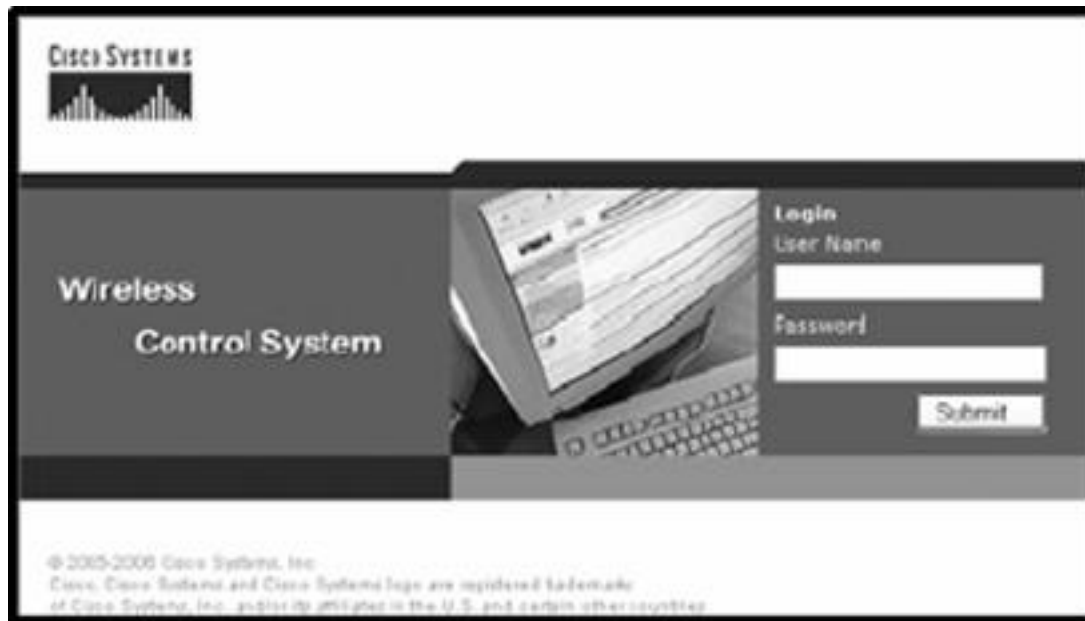 CISCO SYSTEMS
Login
User Name
Wireless
Control System
Password
Submit
© 2005-2006 Cisco Systems, Inc
Cisco, Cisco Systems and Cisco Systems logo are registered trademarks
of Cisco Systems, Inc. and/or its affiliates in the U.S. and certain other countries